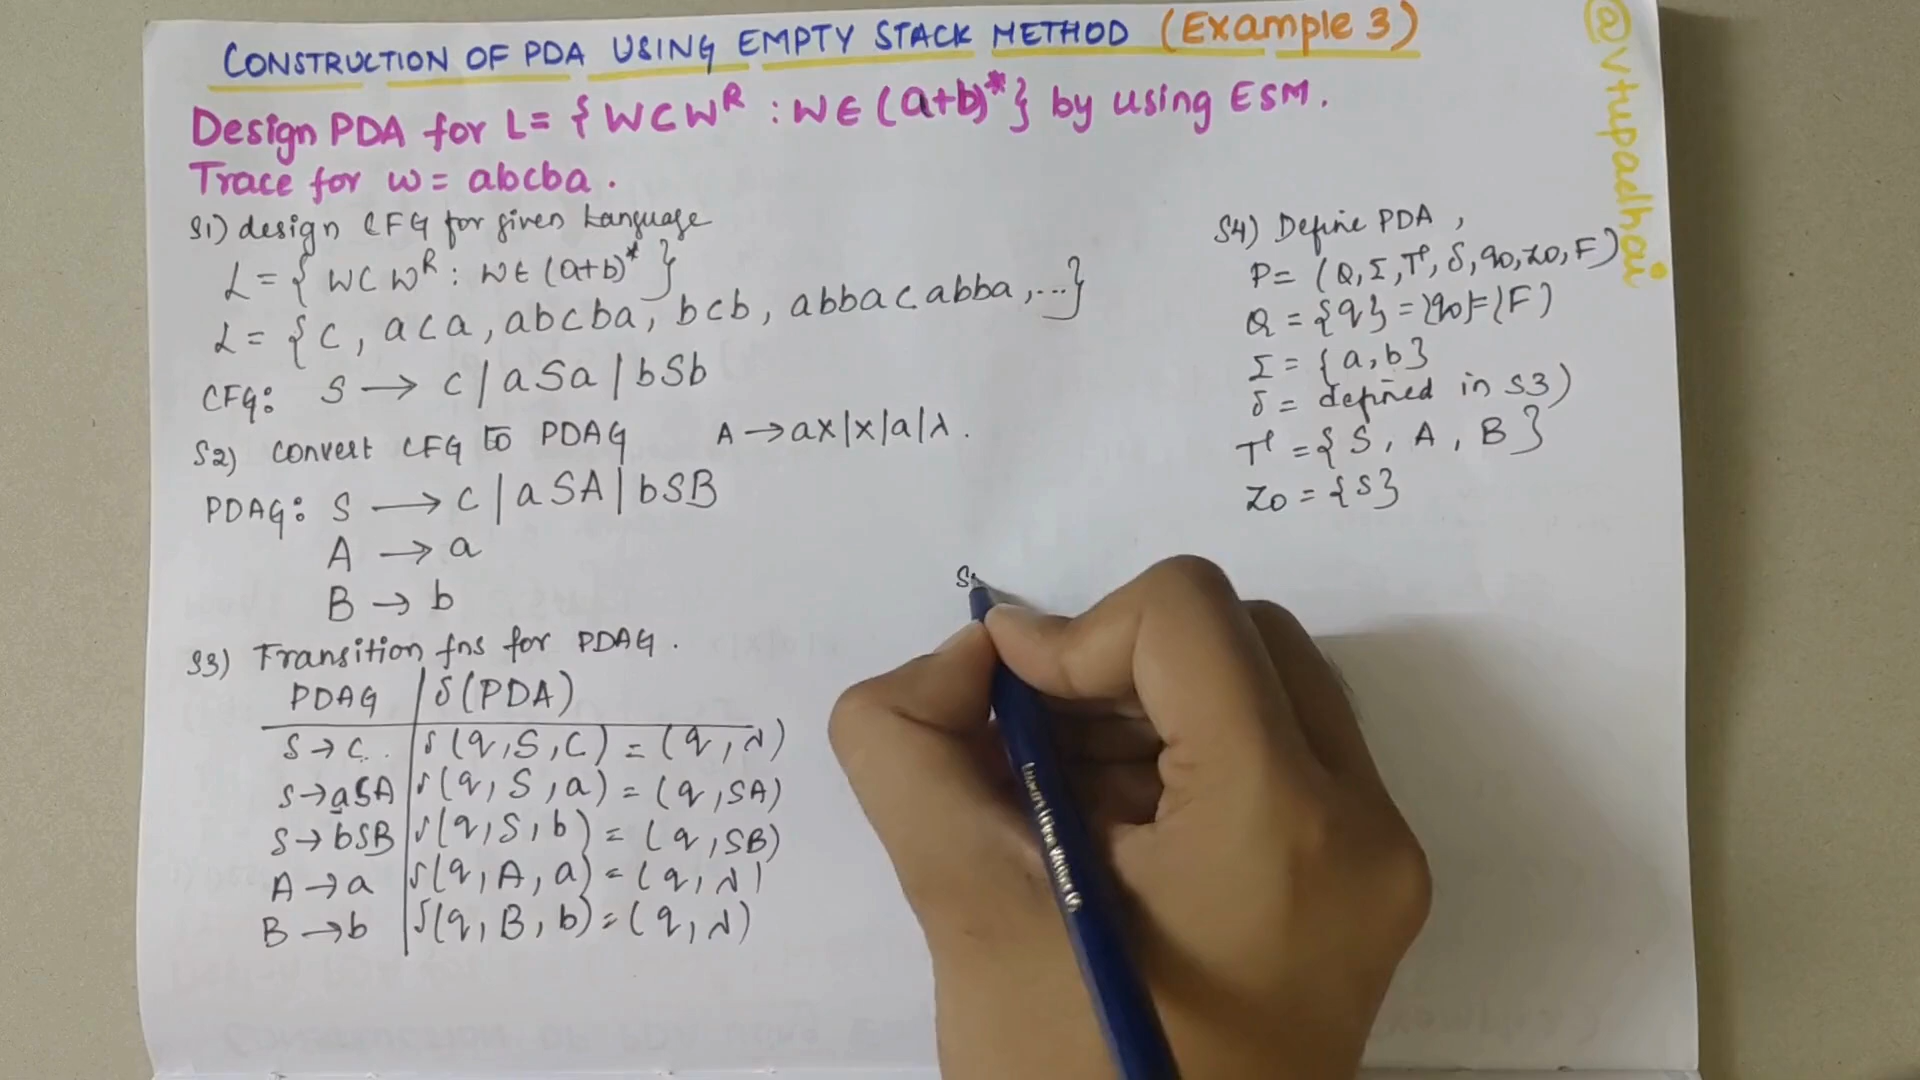 CONSTRUCTION OF PDA USING EMPTY STACK METHOD (Example 3)
Design PDA for L= {WCW^R : W∈(a+b)*} by using ESM.
Trace for w= abcba.
S1) design CFG for given Language
L= { WCW^R : W∈(a+b)* }
L= {c, aca, abcba, bcb, abbacabba,...}
CFG: S → c | aSa | bSb
S2) Convert CFG to PDAG A→ax|x|a|λ.
PDAG: S → c | aSA | bSB
A → a
B → b
S3) Transition fns for PDAG.
PDAG | δ(PDA)
S→c. δ(q,S,C) = (q,λ)
S→aSA δ(q,S,a) = (q,SA)
S→bSB δ(q,S,b) = (q,SB)
A→a δ(q,A,a)=(q,λ)
B→b δ(q,B,b)=(q,λ)
S4) Define PDA,
P= (Q,Σ,Γ,δ,q0,z0,F)
Q = {q} = {q0}=(F)
Σ = {a,b}
δ = defined in S3)
Γ = {S, A, B}
Z0 = {S}
S
@vtupadhai